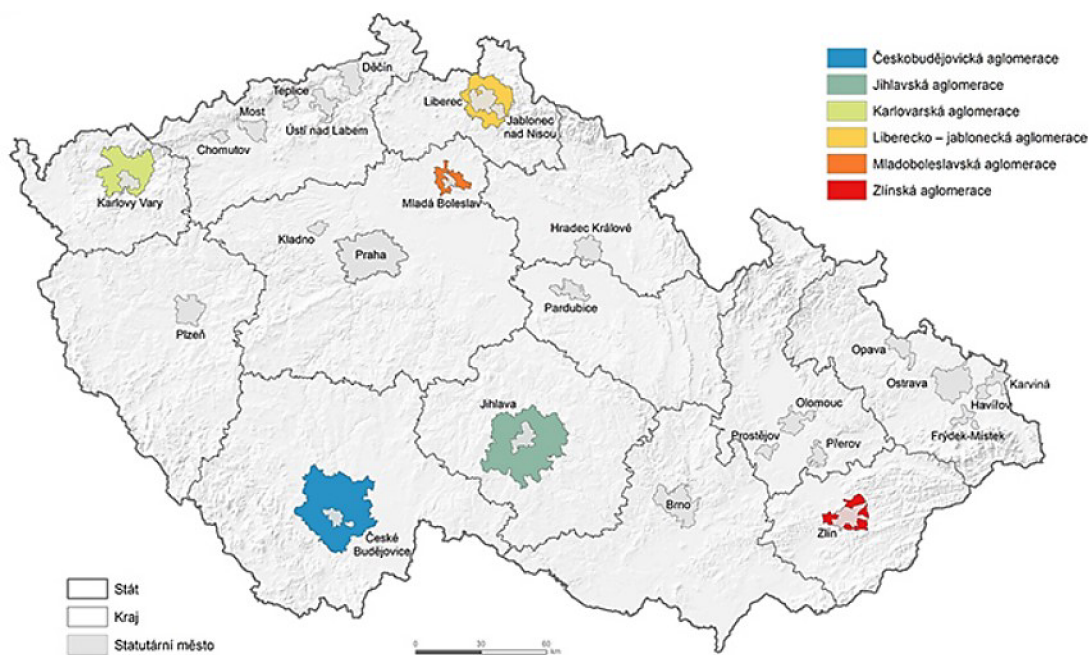 Českobudějovická aglomerace
Jihlavská aglomerace
Karlovarská aglomerace
Liberecko – jablonecká aglomerace
Mladoboleslavská aglomerace
Zlínská aglomerace
Děčín
Teplice
Most
Ústí nad Labem
Chomutov
Liberec
Jablonec
nad Nisou
Karlovy Vary
Mladá Boleslav
Kladno
Praha
Hradec Králové
Pardubice
Plzeň
Opava
Ostrava
Karviná
Havířov
Frýdek-Místek
Jihlava
Olomouc
Prostějov
Přerov
Brno
Zlín
České
Budějovice
Stát
Kraj
Statutární město
0 30 60
km